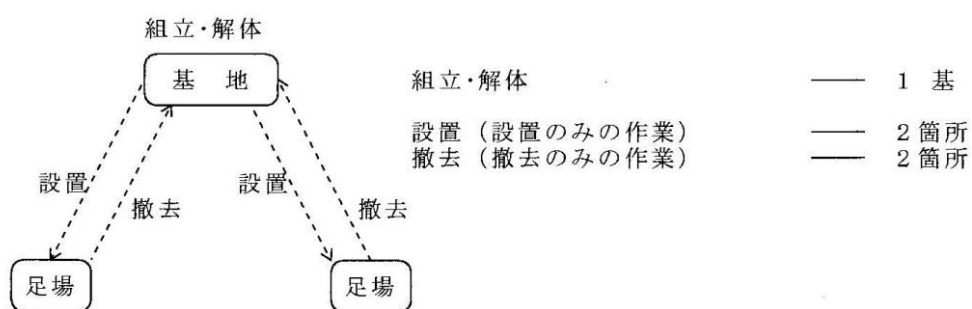 組立・解体
基 地
組立・解体 ―― 1 基
設置（設置のみの作業） ―― 2箇所
撤去（撤去のみの作業） ―― 2箇所
設置
設置
撤去
撤去
足場
足場